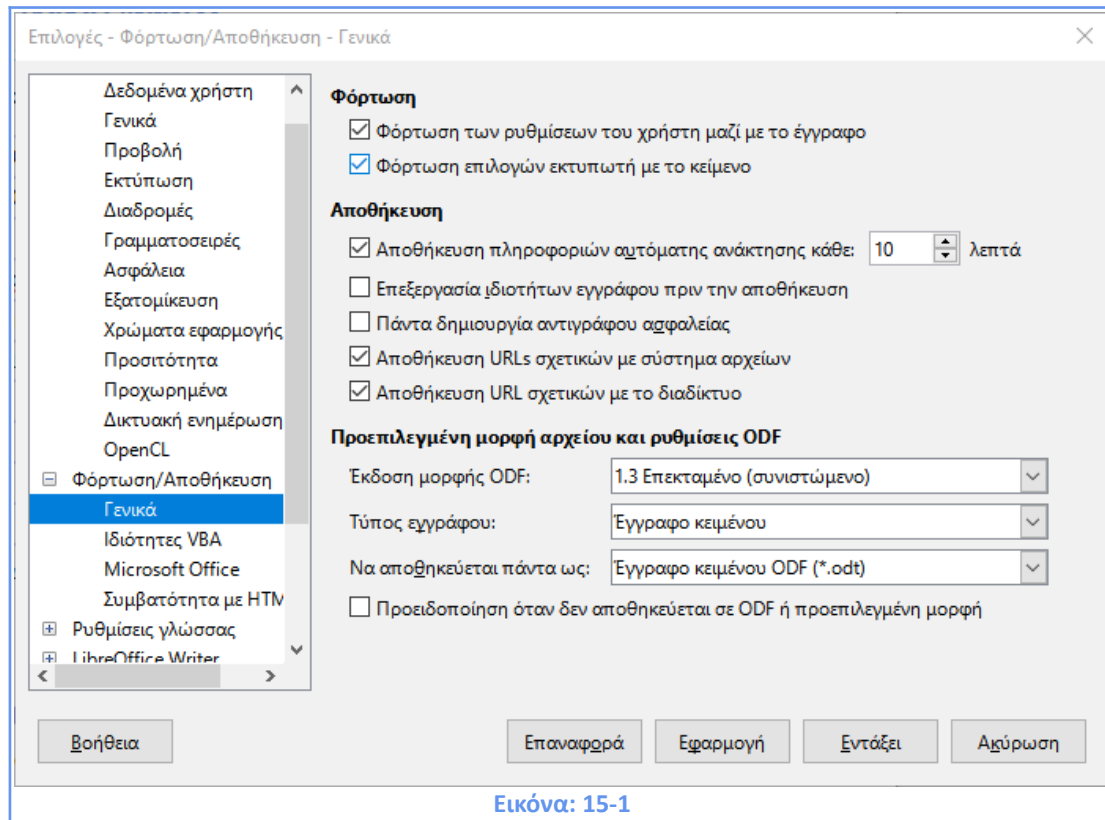 Επιλογές - Φόρτωση/Αποθήκευση - Γενικά
Δεδομένα χρήστη
Γενικά
Προβολή
Εκτύπωση
Διαδρομές
Γραμματοσειρές
Ασφάλεια
Εξατομίκευση
Χρώματα εφαρμογής
Προσιτότητα
Προχωρημένα
Δικτυακή ενημέρωση
OpenCL
Φόρτωση/Αποθήκευση
Γενικά
Ιδιότητες VBA
Microsoft Office
Συμβατότητα με HTM
Ρυθμίσεις γλώσσας
LibreOffice Writer
Φόρτωση
Φόρτωση των ρυθμίσεων του χρήστη μαζί με το έγγραφο
Φόρτωση επιλογών εκτυπωτή με το κείμενο
Αποθήκευση
Αποθήκευση πληροφοριών αυτόματης ανάκτησης κάθε: 10 λεπτά
Επεξεργασία ιδιοτήτων εγγράφου πριν την αποθήκευση
Πάντα δημιουργία αντιγράφου ασφαλείας
Αποθήκευση URLs σχετικών με σύστημα αρχείων
Αποθήκευση URL σχετικών με το διαδίκτυο
Προεπιλεγμένη μορφή αρχείου και ρυθμίσεις ODF
Έκδοση μορφής ODF: 1.3 Επεκταμένο (συνιστώμενο)
Τύπος εγγράφου: Έγγραφο κειμένου
Να αποθηκεύεται πάντα ως: Έγγραφο κειμένου ODF (*.odt)
Προειδοποίηση όταν δεν αποθηκεύεται σε ODF ή προεπιλεγμένη μορφή
Βοήθεια Επαναφορά Εφαρμογή Εντάξει Ακύρωση
Εικόνα: 15-1